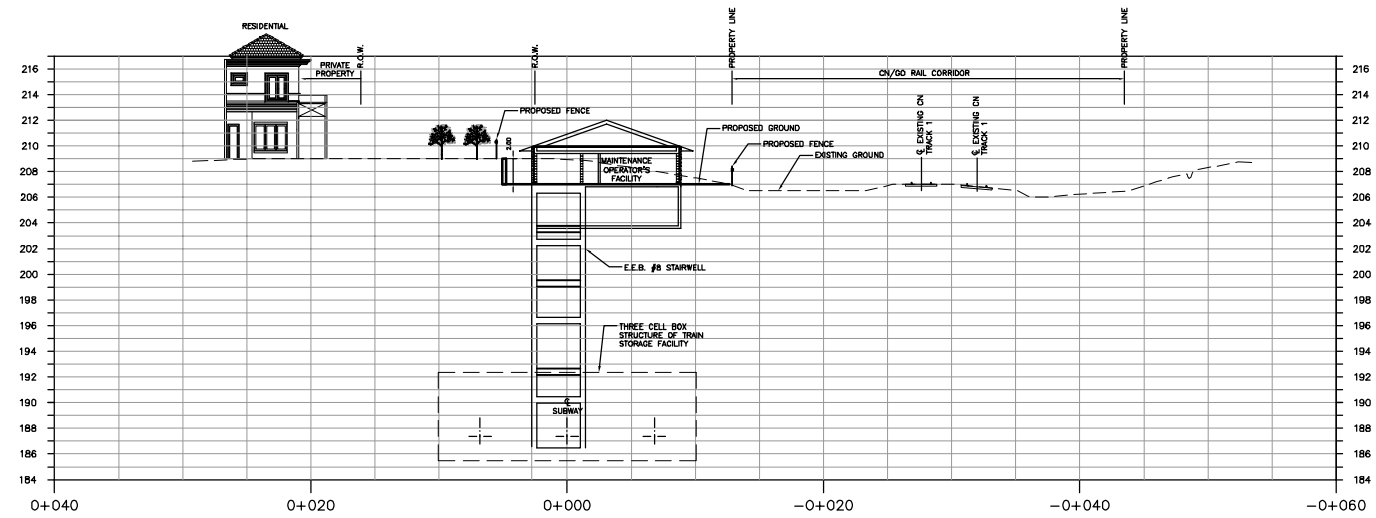 RESIDENTIAL
PRIVATE
PROPERTY
R.O.W.
R.O.W.
PROPERTY LINE
PROPERTY LINE
CN/GO RAIL CORRIDOR
PROPOSED FENCE
2.00
PROPOSED GROUND
PROPOSED FENCE
EXISTING GROUND
℄ EXISTING CN
TRACK 1
℄ EXISTING CN
TRACK 1
MAINTENANCE
OPERATOR'S
FACILITY
E.E.B. #8 STAIRWELL
THREE CELL BOX
STRUCTURE OF TRAIN
STORAGE FACILITY
℄
SUBWAY
216 216
214 214
212 212
210 210
208 208
206 206
204 204
202 202
200 200
198 198
196 196
194 194
192 192
190 190
188 188
186 186
184 184
0+040 0+020 0+000 -0+020 -0+040 -0+060